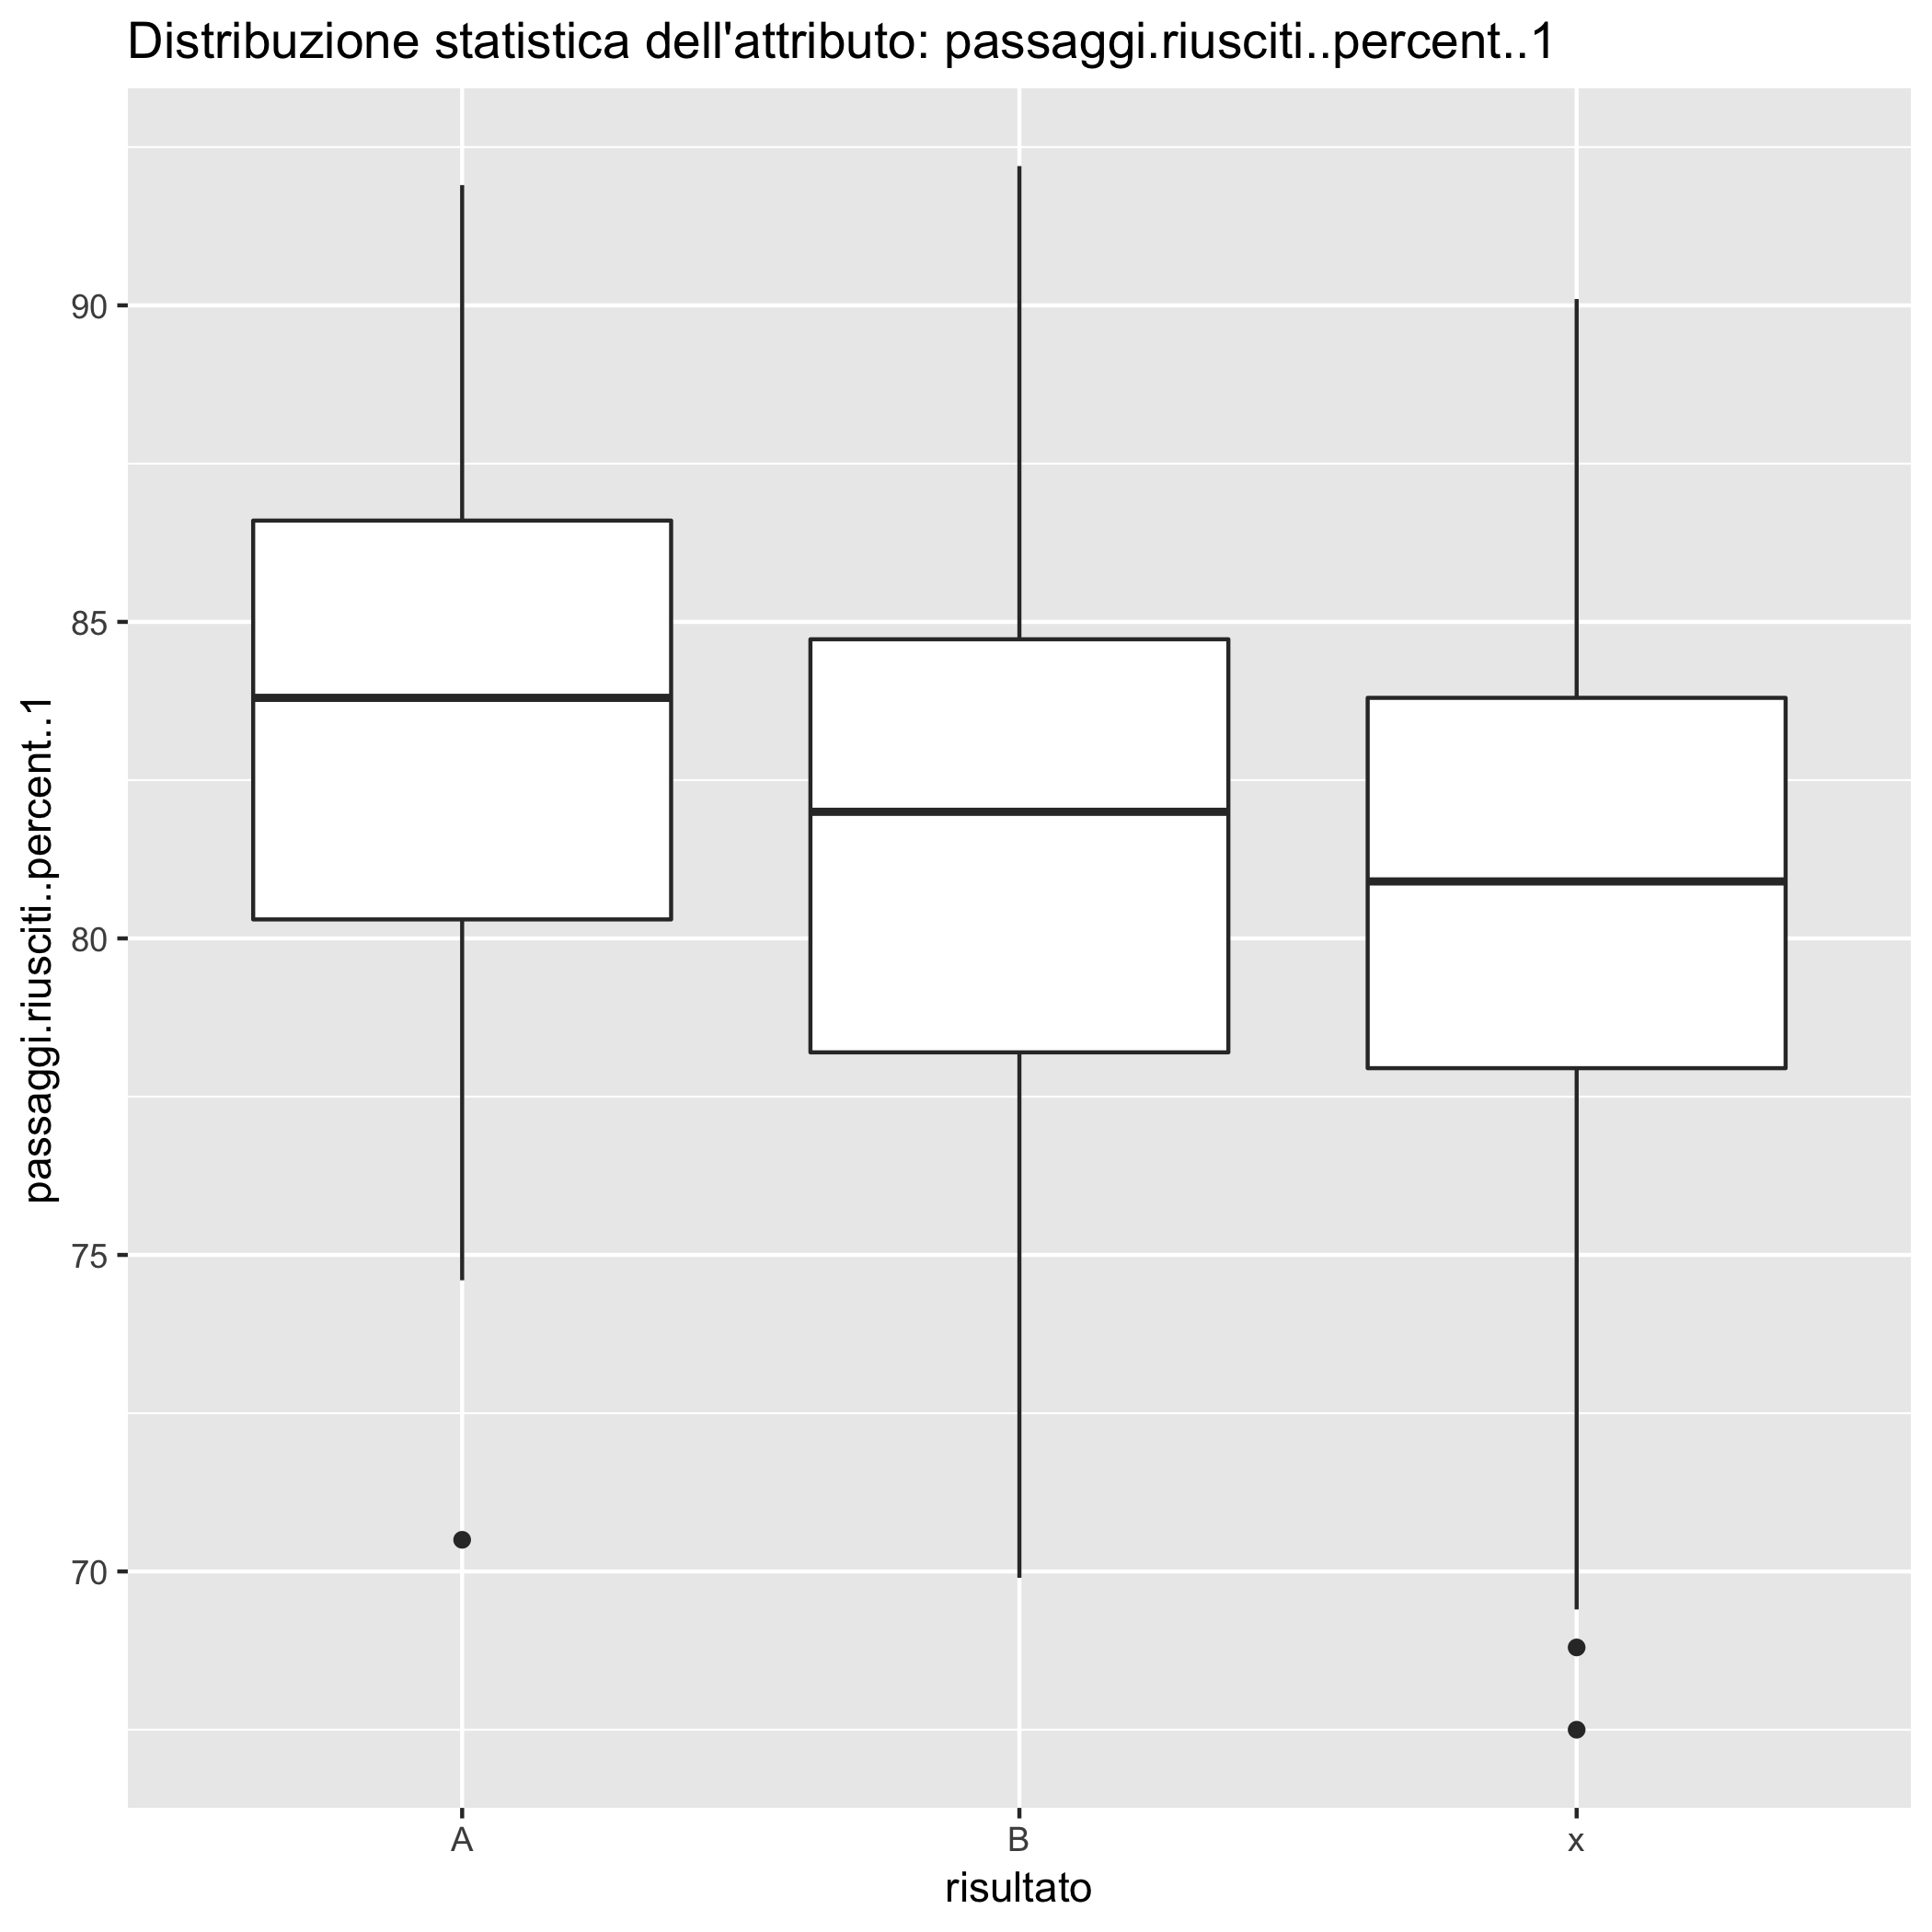 Distribuzione statistica dell'attributo: passaggi.riusciti..percent..1
passaggi.riusciti..percent..1
90
85
80
75
70
A
B
x
risultato